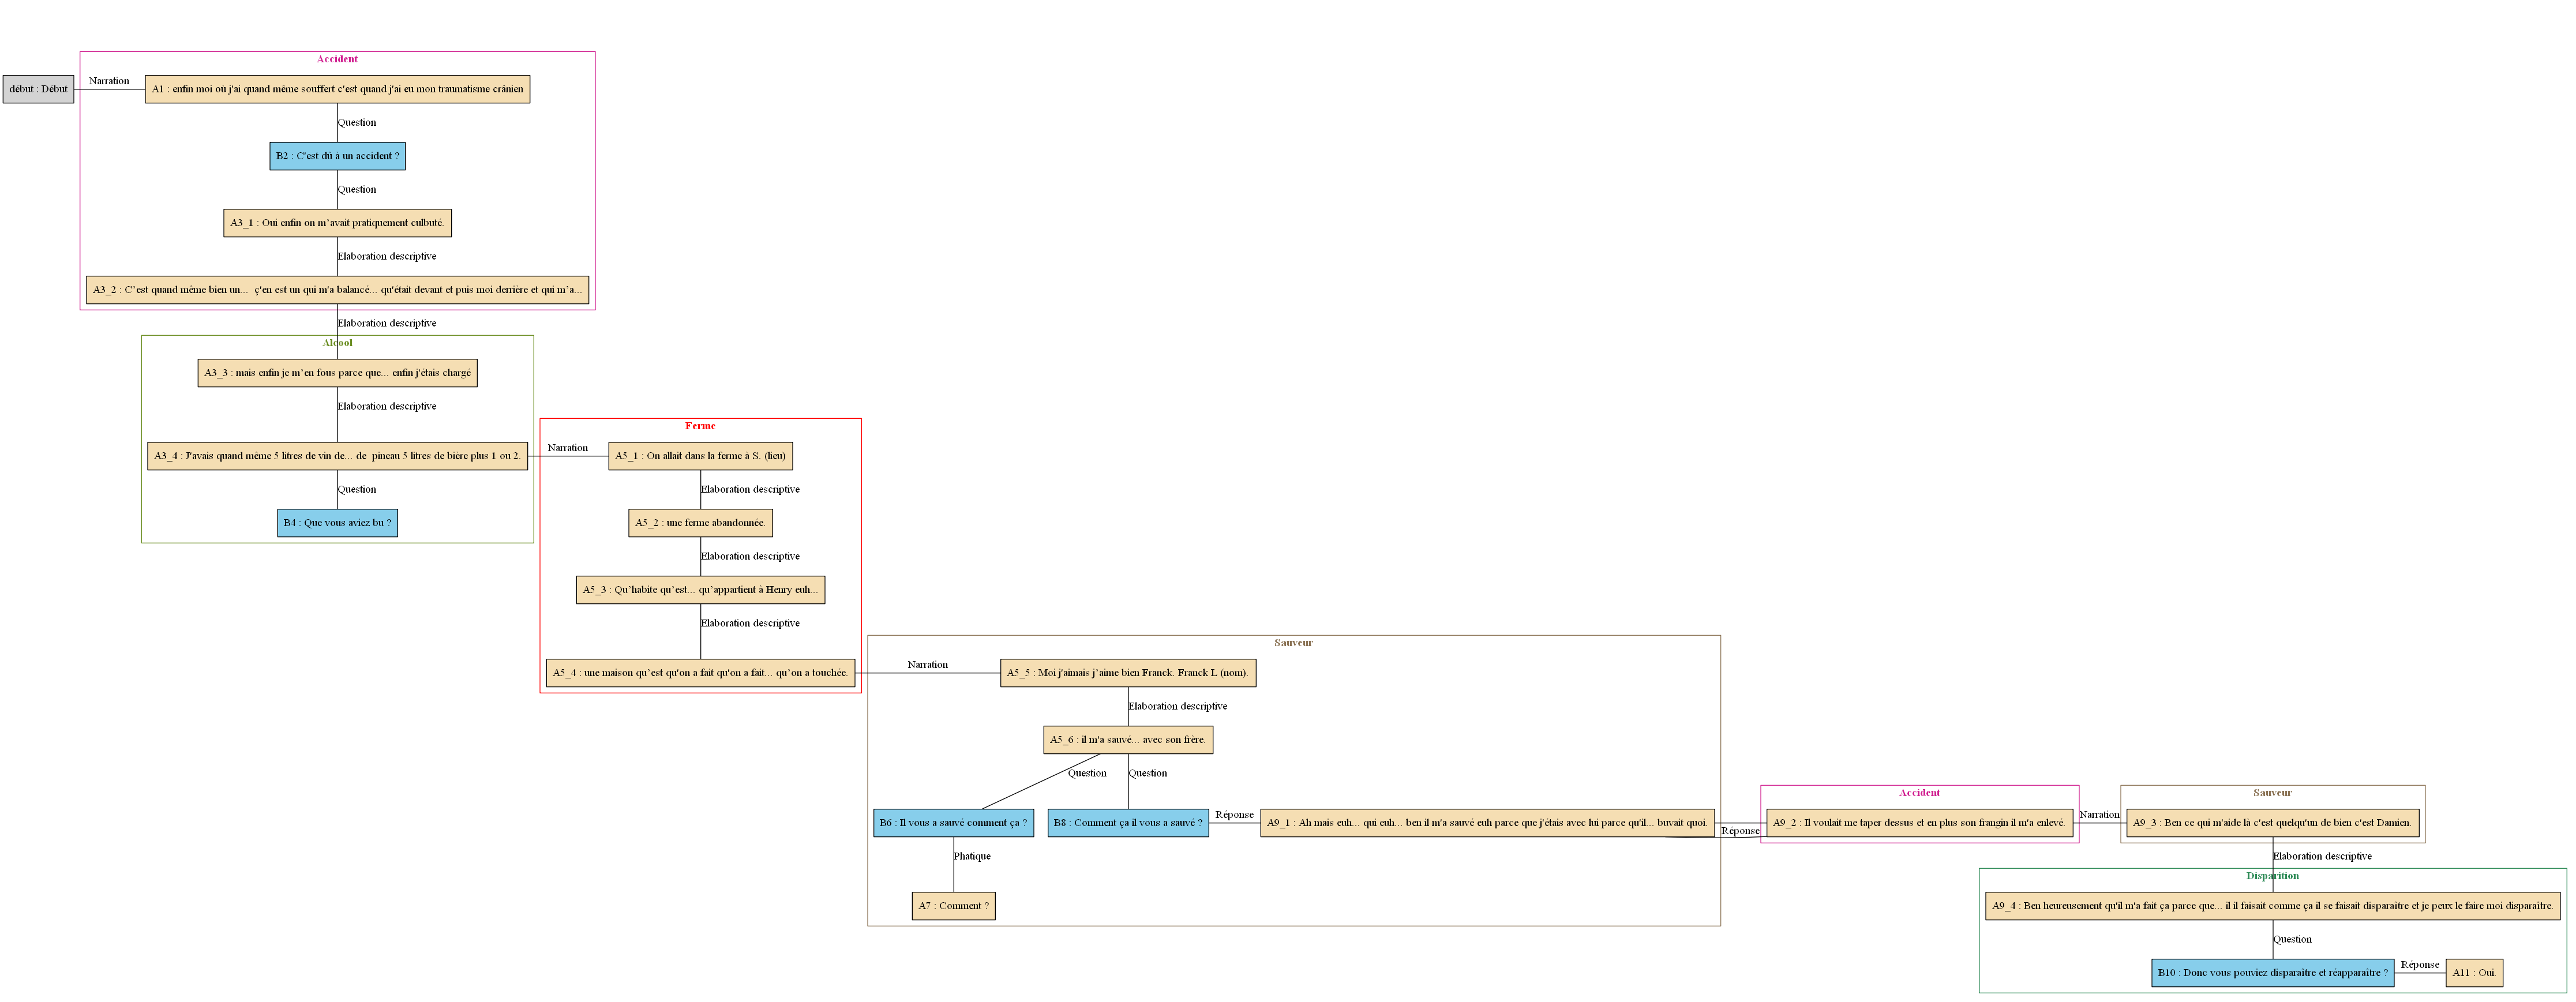 Accident
début : Début
Narration
A1 : enfin moi où j'ai quand même souffert c'est quand j'ai eu mon traumatisme crânien
Question
B2 : C'est dû à un accident ?
Question
A3_1 : Oui enfin on m’avait pratiquement culbuté.
Elaboration descriptive
A3_2 : C’est quand même bien un...  ç'en est un qui m'a balancé... qu'était devant et puis moi derrière et qui m’a...
Elaboration descriptive
Alcool
A3_3 : mais enfin je m’en fous parce que... enfin j'étais chargé
Elaboration descriptive
A3_4 : J'avais quand même 5 litres de vin de... de  pineau 5 litres de bière plus 1 ou 2.
Question
B4 : Que vous aviez bu ?
Narration
Ferme
A5_1 : On allait dans la ferme à S. (lieu)
Elaboration descriptive
A5_2 : une ferme abandonnée.
Elaboration descriptive
A5_3 : Qu’habite qu’est... qu’appartient à Henry euh...
Elaboration descriptive
A5_4 : une maison qu’est qu'on a fait qu'on a fait... qu’on a touchée.
Narration
Sauveur
A5_5 : Moi j'aimais j’aime bien Franck. Franck L (nom).
Elaboration descriptive
A5_6 : il m'a sauvé... avec son frère.
Question
Question
B6 : Il vous a sauvé comment ça ?
Phatique
A7 : Comment ?
B8 : Comment ça il vous a sauvé ?
Réponse
A9_1 : Ah mais euh... qui euh... ben il m'a sauvé euh parce que j'étais avec lui parce qu'il... buvait quoi.
Réponse
Accident
A9_2 : Il voulait me taper dessus et en plus son frangin il m'a enlevé.
Narration
Sauveur
A9_3 : Ben ce qui m'aide là c'est quelqu'un de bien c'est Damien.
Elaboration descriptive
Disparition
A9_4 : Ben heureusement qu'il m'a fait ça parce que... il il faisait comme ça il se faisait disparaître et je peux le faire moi disparaître.
Question
B10 : Donc vous pouviez disparaître et réapparaître ?
Réponse
A11 : Oui.